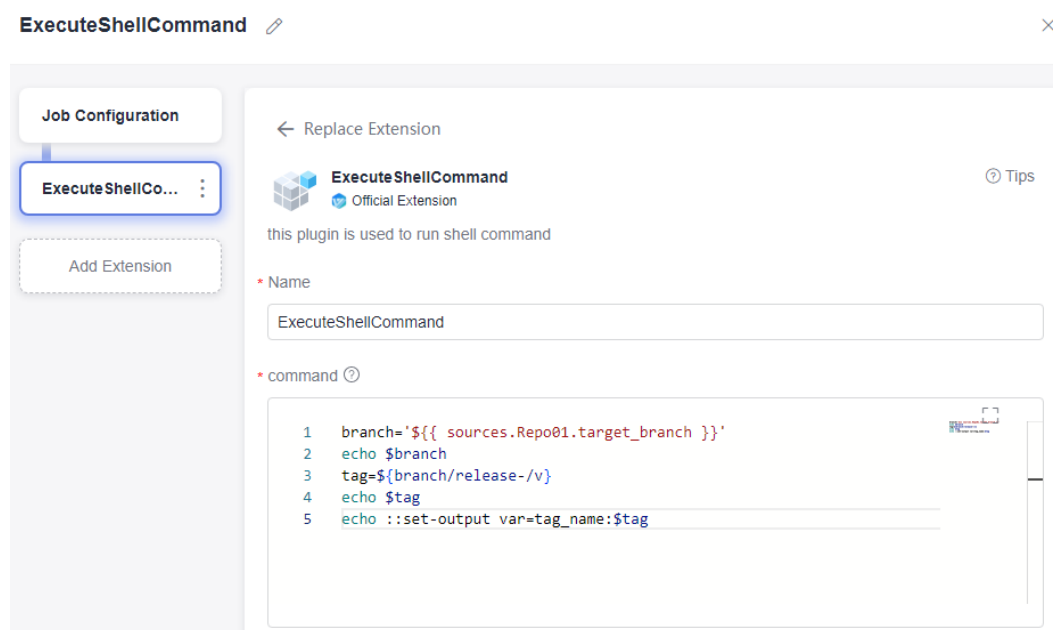 ExecuteShellCommand
Job Configuration
ExecuteShellCo...
Add Extension
Replace Extension
ExecuteShellCommand
Official Extension
Tips
this plugin is used to run shell command
* Name
ExecuteShellCommand
* command
1 branch='${{ sources.Repo01.target_branch }}'
2 echo $branch
3 tag=${branch/release-/v}
4 echo $tag
5 echo ::set-output var=tag_name:$tag